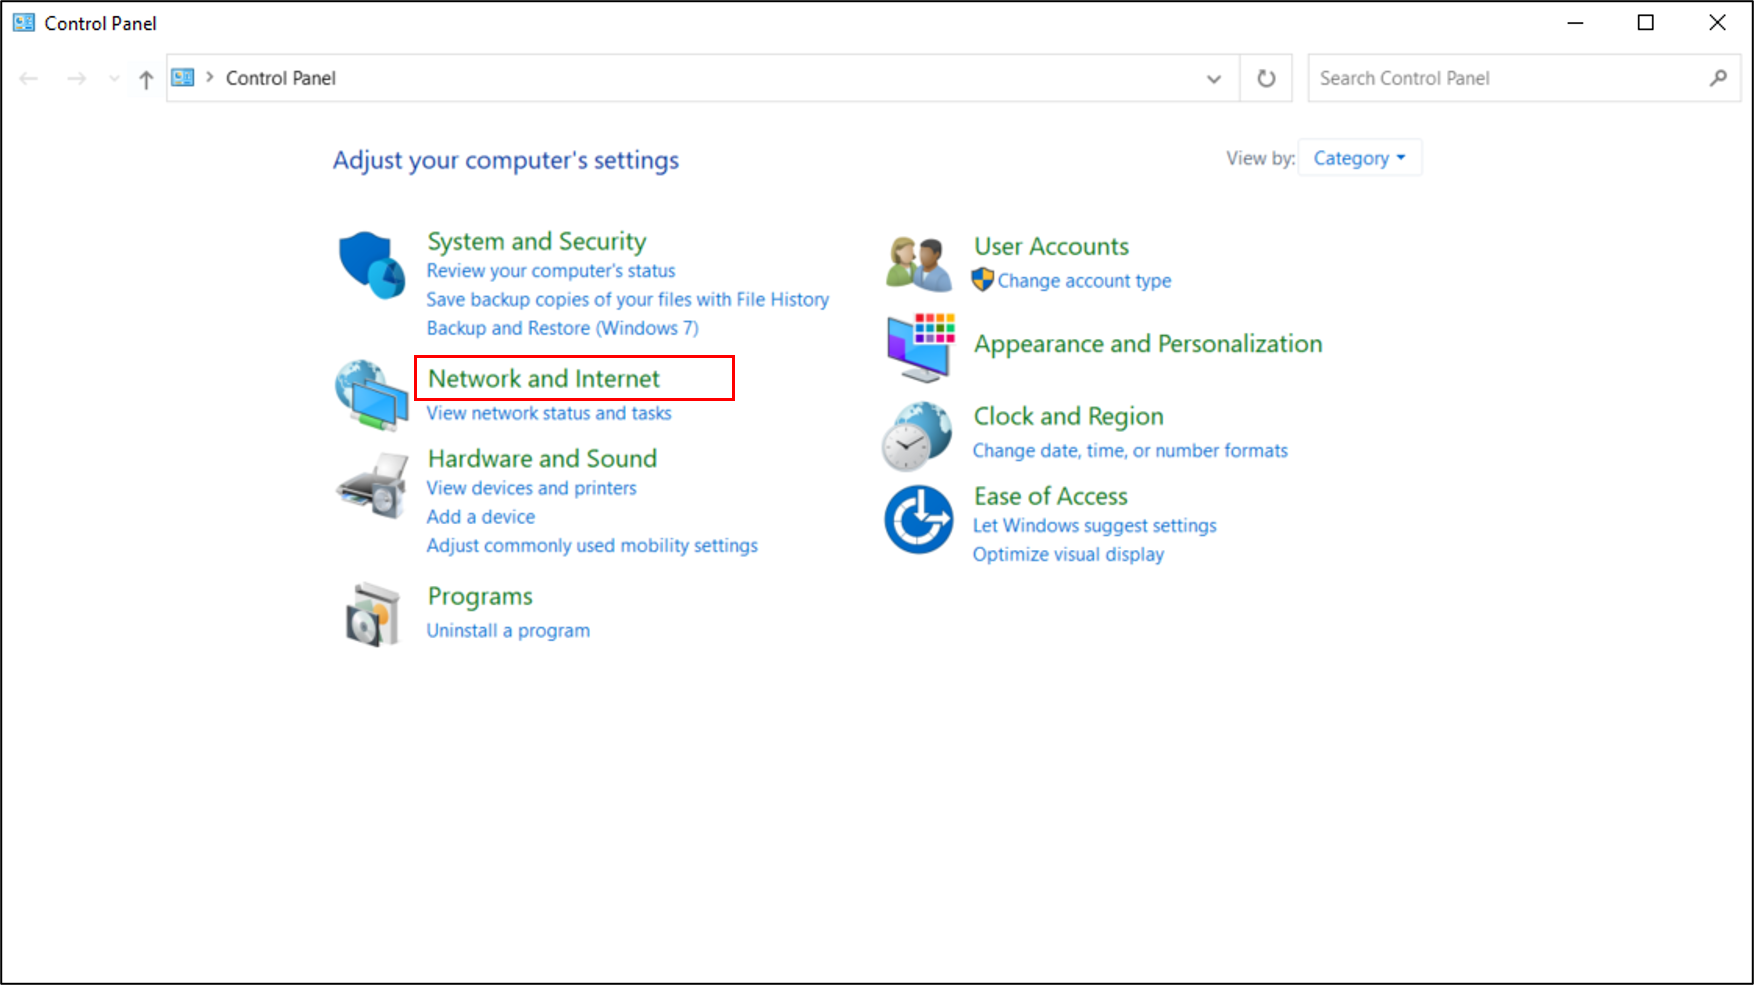 Control Panel
Control Panel
Search Control Panel
Adjust your computer's settings
View by:
Category
System and Security
Review your computer's status
Save backup copies of your files with File History
Backup and Restore (Windows 7)
Network and Internet
View network status and tasks
Hardware and Sound
View devices and printers
Add a device
Adjust commonly used mobility settings
Programs
Uninstall a program
User Accounts
Change account type
Appearance and Personalization
Clock and Region
Change date, time, or number formats
Ease of Access
Let Windows suggest settings
Optimize visual display